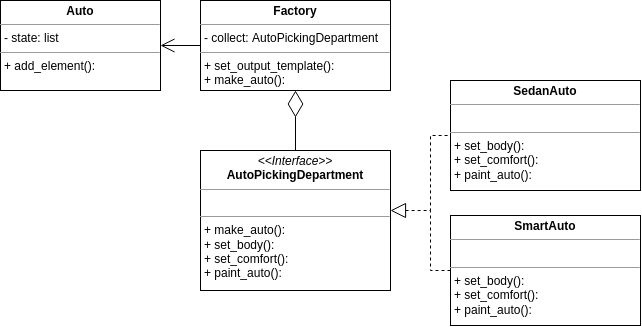 Auto
- state: list
+ add_element():
Factory
- collect: AutoPickingDepartment
+ set_output_template():
+ make_auto():
<<Interface>>
AutoPickingDepartment
+ make_auto():
+ set_body():
+ set_comfort():
+ paint_auto():
SedanAuto
+ set_body():
+ set_comfort():
+ paint_auto():
SmartAuto
+ set_body():
+ set_comfort():
+ paint_auto():